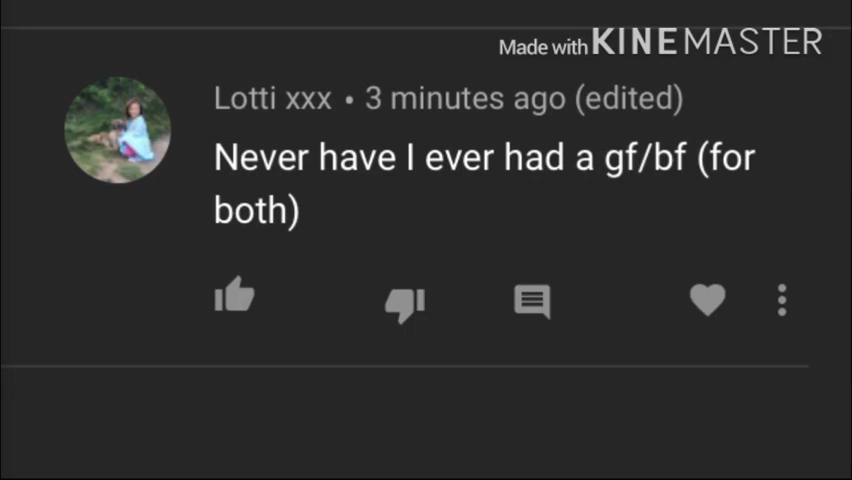 Made with KINEMASTER
Lotti xxx • 3 minutes ago (edited)
Never have I ever had a gf/bf (for
both)